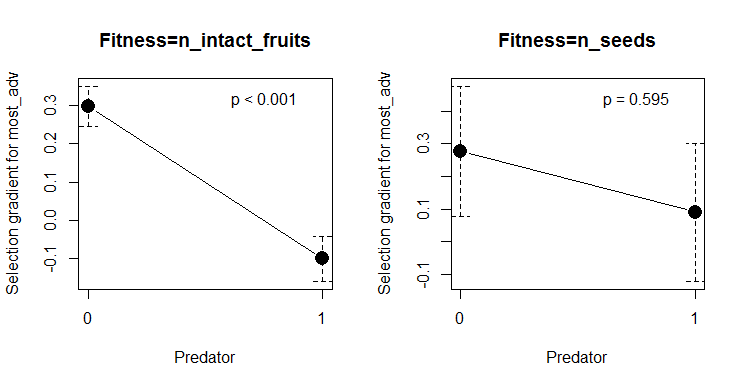 Fitness=n_intact_fruits
Selection gradient for most_adv
0.3
0.2
0.1
0.0
-0.1
p < 0.001
0
1
Predator
Fitness=n_seeds
Selection gradient for most_adv
0.3
0.1
-0.1
p = 0.595
0
1
Predator